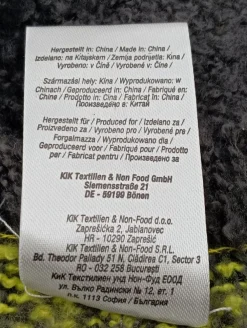 Hergestellt in: China / Made in: China /
Izdelano na: Kitajskem / Zemlja podrijetla: Kina /
Vyrobeno v: Číně / Vyrobené v: Číne /
Származási hely: Kína / Wyprodukowano: w
Chinach / Geproduceerd in: China / Fabriqué en:
Chine / Prodotto in: Cina / Fabricat în: China /
Произведено в: Китай
Hergestellt für / Produced for / Izdelano za /
Proizvedeno za / Vyrobeno pro / Vyrobené pre /
Forgalmazza / Wyprodukowano dla /
Geproduceerd voor / Fabriqué pour / Prodotto
per / Fabricat pentru / Произведено за
KiK Textilien & Non Food GmbH
Siemensstraße 21
DE - 59199 Bönen
KiK Textilien & Non-Food d.o.o.
Zaprešićka 2, Jablanovec
HR - 10290 Zaprešić
KiK Textilien & Non-Food S.R.L.
Bd. Theodor Pallady 51 N, Clădirea C1, Sector 3
RO - 032 258 București
КиК Текстилиен унд Нон-Фуд ЕООД
ул. Вълко Радински № 12, ет. 1
п.к. 1113 София / България